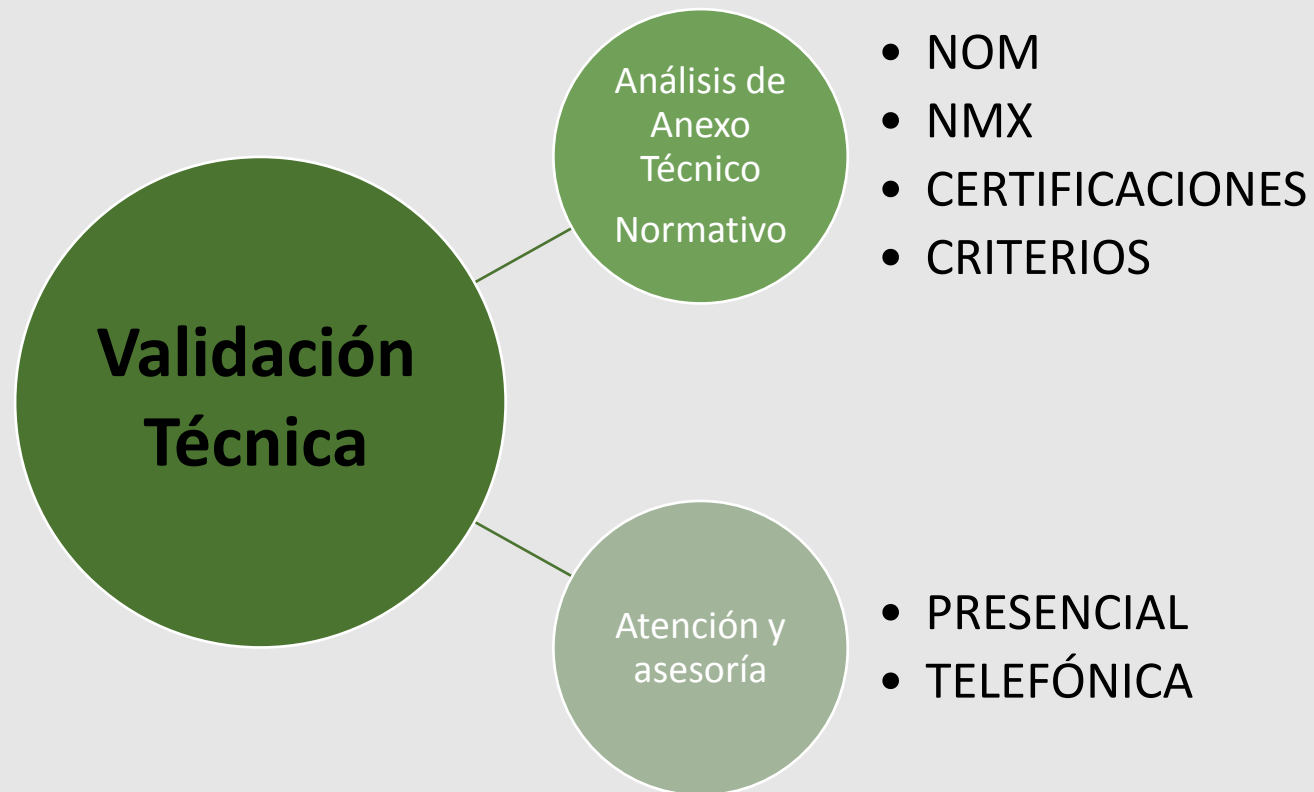 Validación
Técnica
Análisis de
Anexo
Técnico
Normativo
• NOM
• NMX
• CERTIFICACIONES
• CRITERIOS
Atención y
asesoría
• PRESENCIAL
• TELEFÓNICA